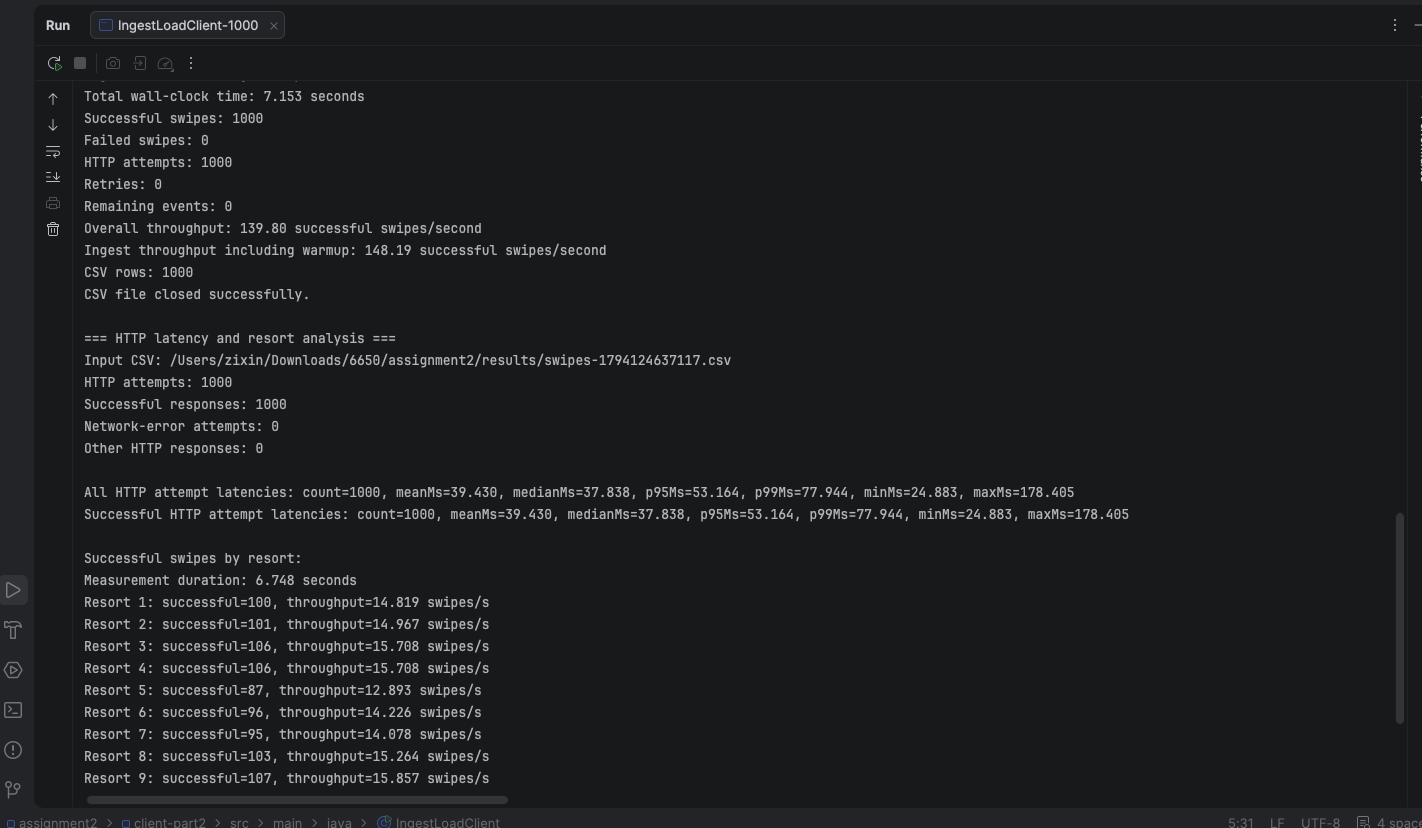 Run IngestLoadClient-1000
Total wall-clock time: 7.153 seconds
Successful swipes: 1000
Failed swipes: 0
HTTP attempts: 1000
Retries: 0
Remaining events: 0
Overall throughput: 139.80 successful swipes/second
Ingest throughput including warmup: 148.19 successful swipes/second
CSV rows: 1000
CSV file closed successfully.
=== HTTP latency and resort analysis ===
Input CSV: /Users/zixin/Downloads/6650/assignment2/results/swipes-1794124637117.csv
HTTP attempts: 1000
Successful responses: 1000
Network-error attempts: 0
Other HTTP responses: 0
All HTTP attempt latencies: count=1000, meanMs=39.430, medianMs=37.838, p95Ms=53.164, p99Ms=77.944, minMs=24.883, maxMs=178.405
Successful HTTP attempt latencies: count=1000, meanMs=39.430, medianMs=37.838, p95Ms=53.164, p99Ms=77.944, minMs=24.883, maxMs=178.405
Successful swipes by resort:
Measurement duration: 6.748 seconds
Resort 1: successful=100, throughput=14.819 swipes/s
Resort 2: successful=101, throughput=14.967 swipes/s
Resort 3: successful=106, throughput=15.708 swipes/s
Resort 4: successful=106, throughput=15.708 swipes/s
Resort 5: successful=87, throughput=12.893 swipes/s
Resort 6: successful=96, throughput=14.226 swipes/s
Resort 7: successful=95, throughput=14.078 swipes/s
Resort 8: successful=103, throughput=15.264 swipes/s
Resort 9: successful=107, throughput=15.857 swipes/s
assignment2 > client-part2 > src > main > java > IngestLoadClient 5:31 LF UTF-8 4 space